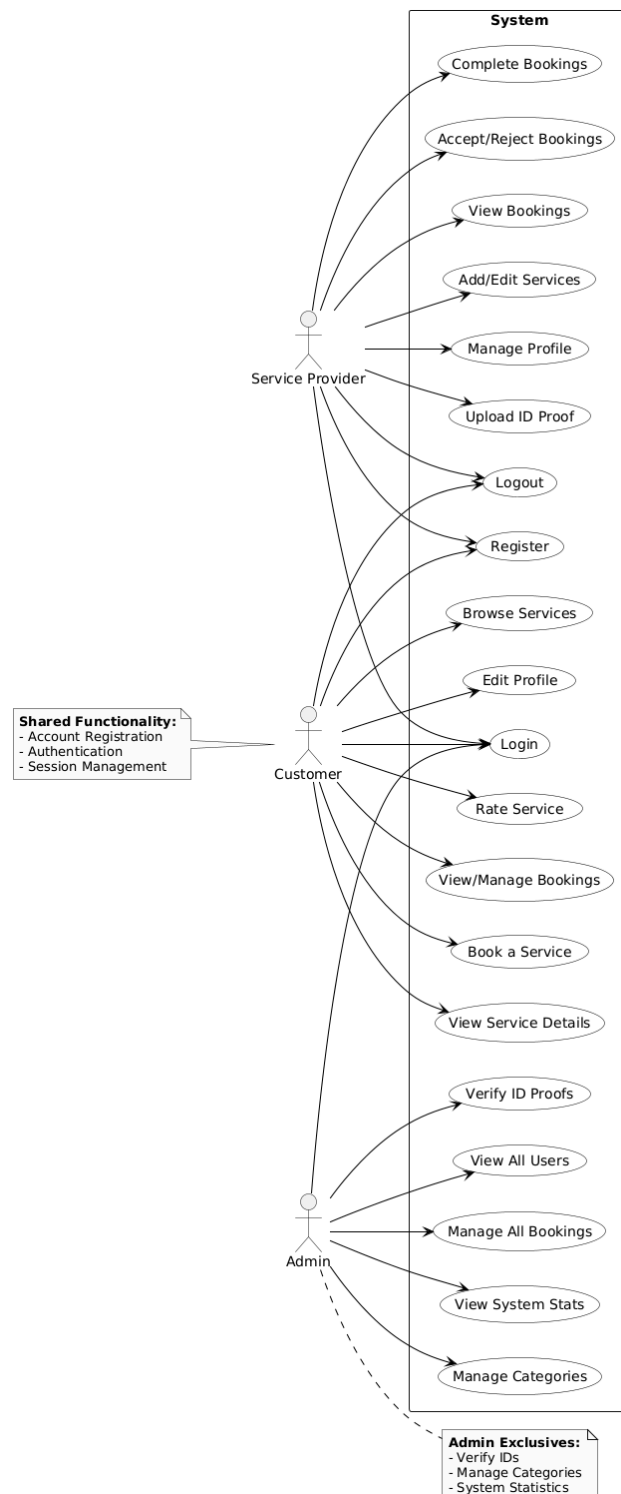 System
Complete Bookings
Accept/Reject Bookings
View Bookings
Add/Edit Services
Manage Profile
Service Provider
Upload ID Proof
Logout
Register
Browse Services
Edit Profile
Shared Functionality:
- Account Registration
- Authentication
- Session Management
Customer
Login
Rate Service
View/Manage Bookings
Book a Service
View Service Details
Verify ID Proofs
View All Users
Manage All Bookings
Admin
View System Stats
Manage Categories
Admin Exclusives:
- Verify IDs
- Manage Categories
- System Statistics